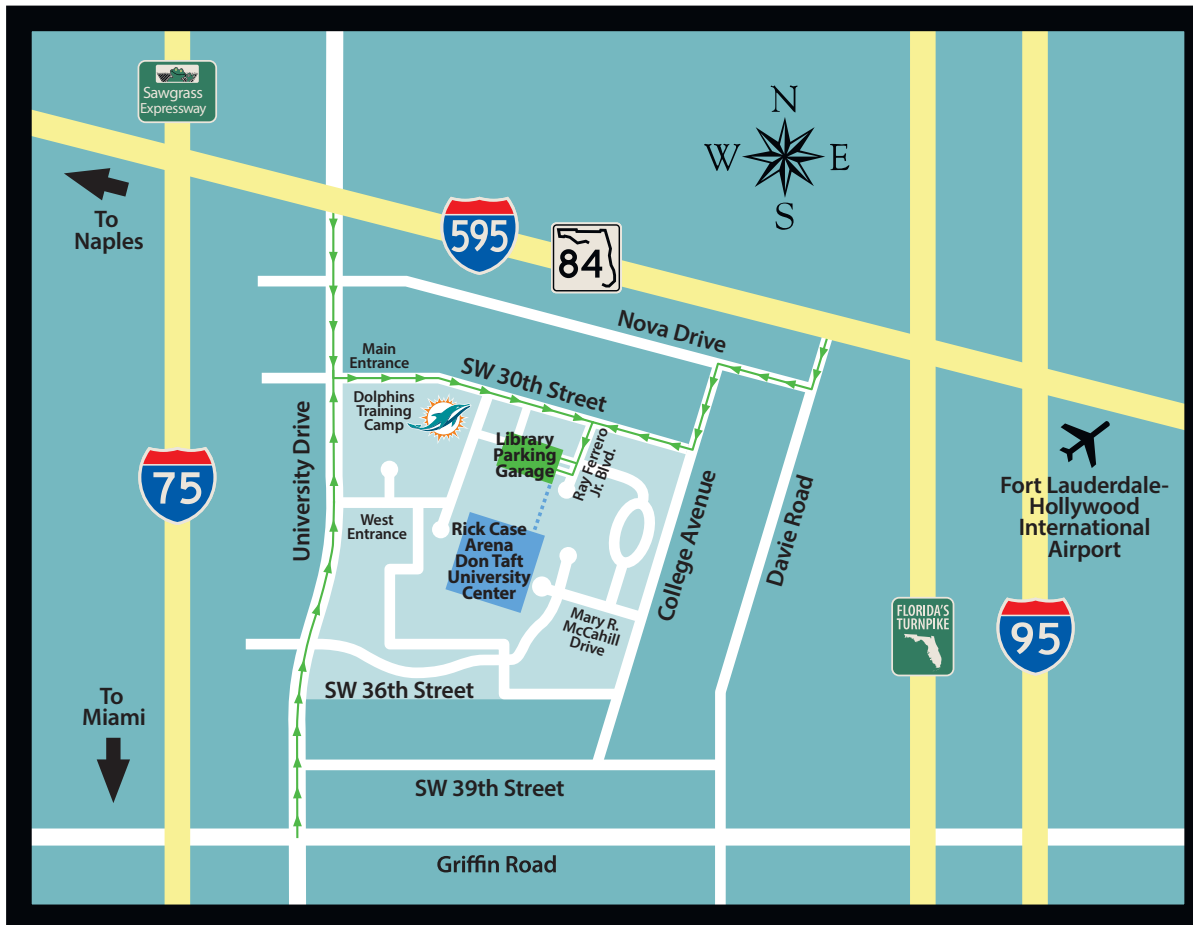 Sawgrass
Expressway
N
W
E
S
To
Naples
595
84
Nova Drive
Main
Entrance
SW 30th Street
Dolphins
Training
Camp
Library
Parking
Garage
Ray Ferrero
Jr. Blvd.
University Drive
75
West
Entrance
Rick Case
Arena
Don Taft
University
Center
College Avenue
Davie Road
Fort Lauderdale-
Hollywood
International
Airport
Mary R.
McCahill
Drive
FLORIDA'S
TURNPIKE
95
SW 36th Street
To
Miami
SW 39th Street
Griffin Road